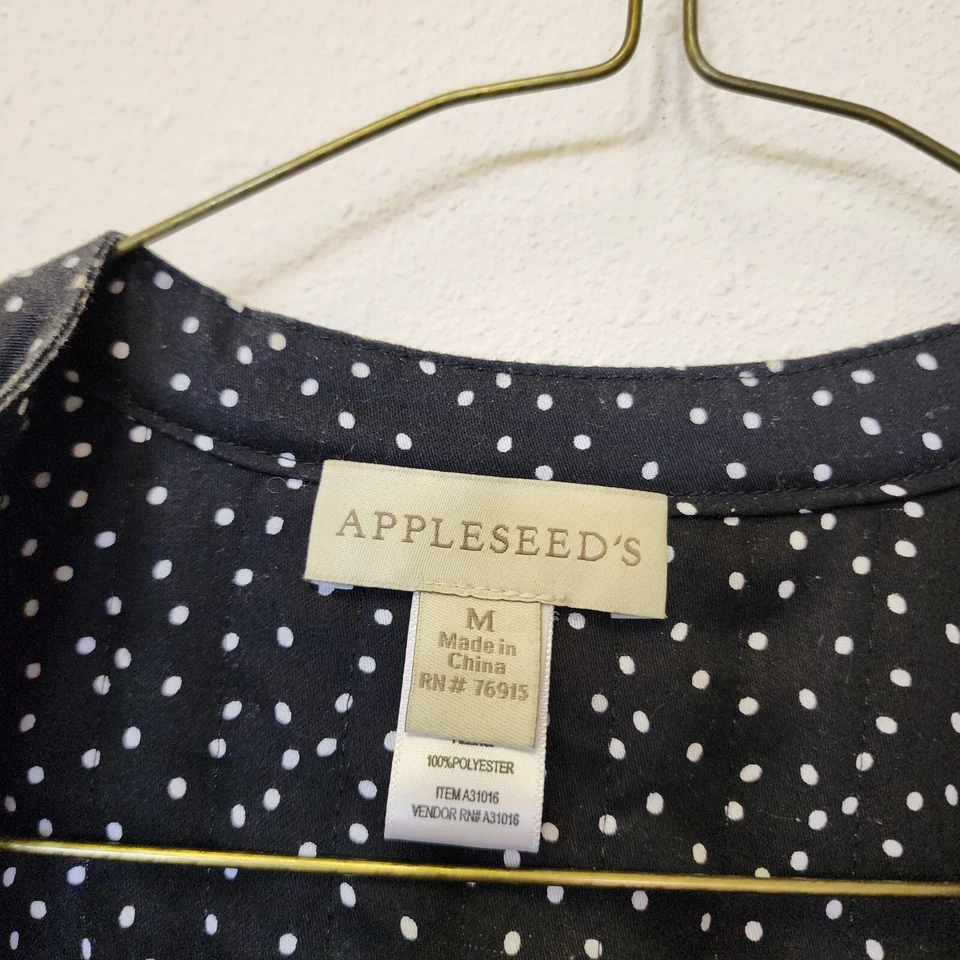 APPLESEED'S
M
Made in
China
RN# 76915
100%POLYESTER
ITEM A31016
VENDOR RN# A31016